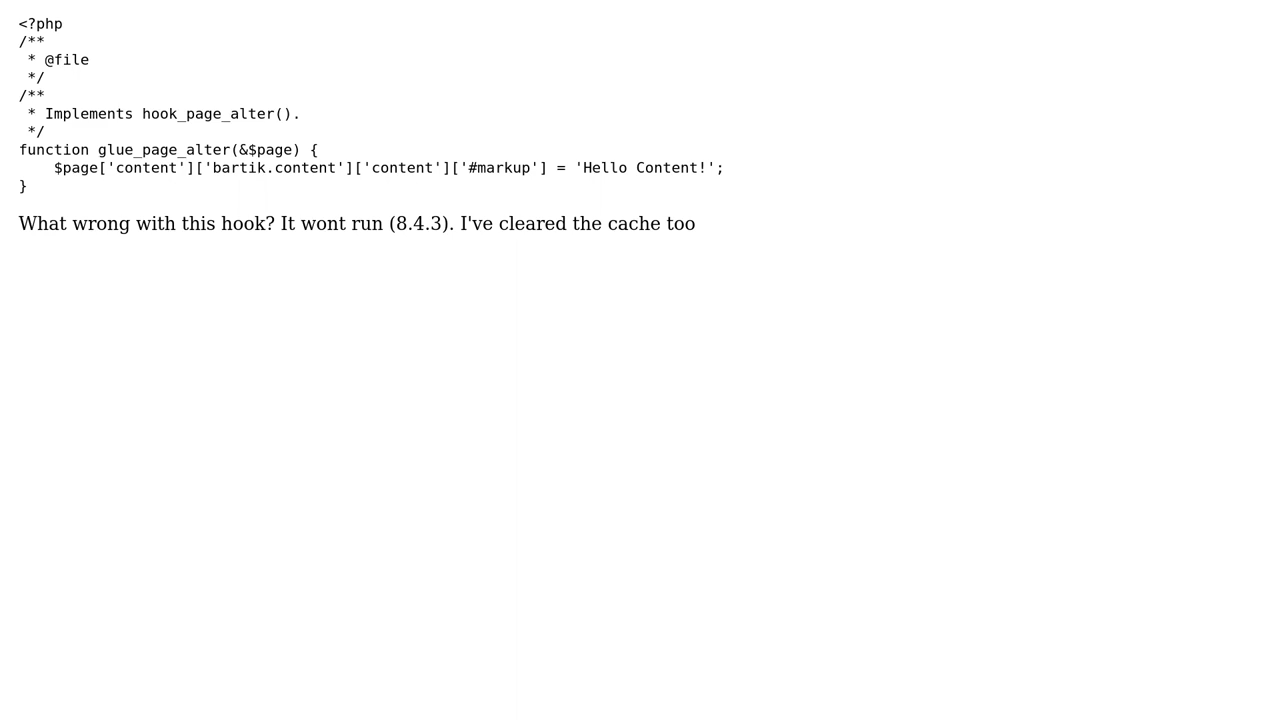 <?php
/**
 * @file
 */
/**
 * Implements hook_page_alter().
 */
function glue_page_alter(&$page) {
    $page['content']['bartik.content']['content']['#markup'] = 'Hello Content!';
}
What wrong with this hook? It wont run (8.4.3). I've cleared the cache too